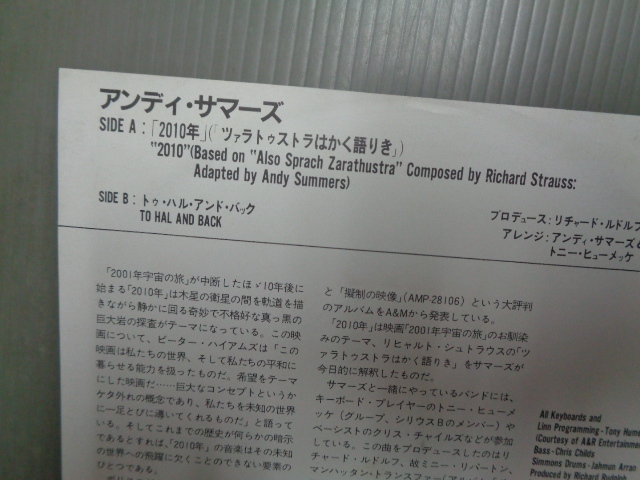 アンディ・サマーズ
SIDE A:「2010年」(「ツァラトゥストラはかく語りき」)
"2010"(Based on "Also Sprach Zarathustra" Composed by Richard Strauss:
Adapted by Andy Summers)
SIDE B:トゥ・ハル・アンド・バック
TO HAL AND BACK
プロデュース:リチャード・ルドルフ
アレンジ:アンディ・サマーズ&
トニー・ヒューメッケ
「2001年宇宙の旅」が中断したほゞ10年後に
始まる「2010年」は木星の衛星の間を軌道を描
きながら静かに回る奇妙で不格好な真っ黒の
巨大岩の探査がテーマになっている。この映
画について、ピーター・ハイアムズは「この
映画は私たちの世界、そして私たちの平和に
暮らせる能力を扱ったものだ。希望をテーマ
にした映画だ……巨大なコンセプトというか
ケタ外れの概念であり、私たちを未知の世界
に一足とびに導いてくれるものだ」と語って
いる。そしてこれまでの歴史が何らかの暗示
であるとすれば、「2010年」の音楽はその未知
の世界への飛躍に欠くことのできない要素の
ひとつである。
と「擬制の映像」(AMP-28106)という大評判
のアルバムをA&Mから発表している。
「2010年」は映画「2001年宇宙の旅」のお馴染
みのテーマ、リヒャルト・シュトラウスの「ツ
ァラトゥストラはかく語りき」をサマーズが
今日的に解釈したものだ。
サマーズと一緒にやっているバンドには、
キーボード・プレイヤーのトニー・ヒューメ
ッケ(グループ、シリウスBのメンバー)や
ベーシストのクリス・チャイルズなどが参加
している。この曲をプロデュースしたのはリ
チャード・ルドルフ、故ミニー・リパートン、
マンハッタン・トランスファー
All Keyboards and
Linn Programming-Tony Hume
(Courtesy of A&R Entertainment
Bass-Chris Childs
Simmons Drums-Jahmun Arran
Produced by Richard Rudolph